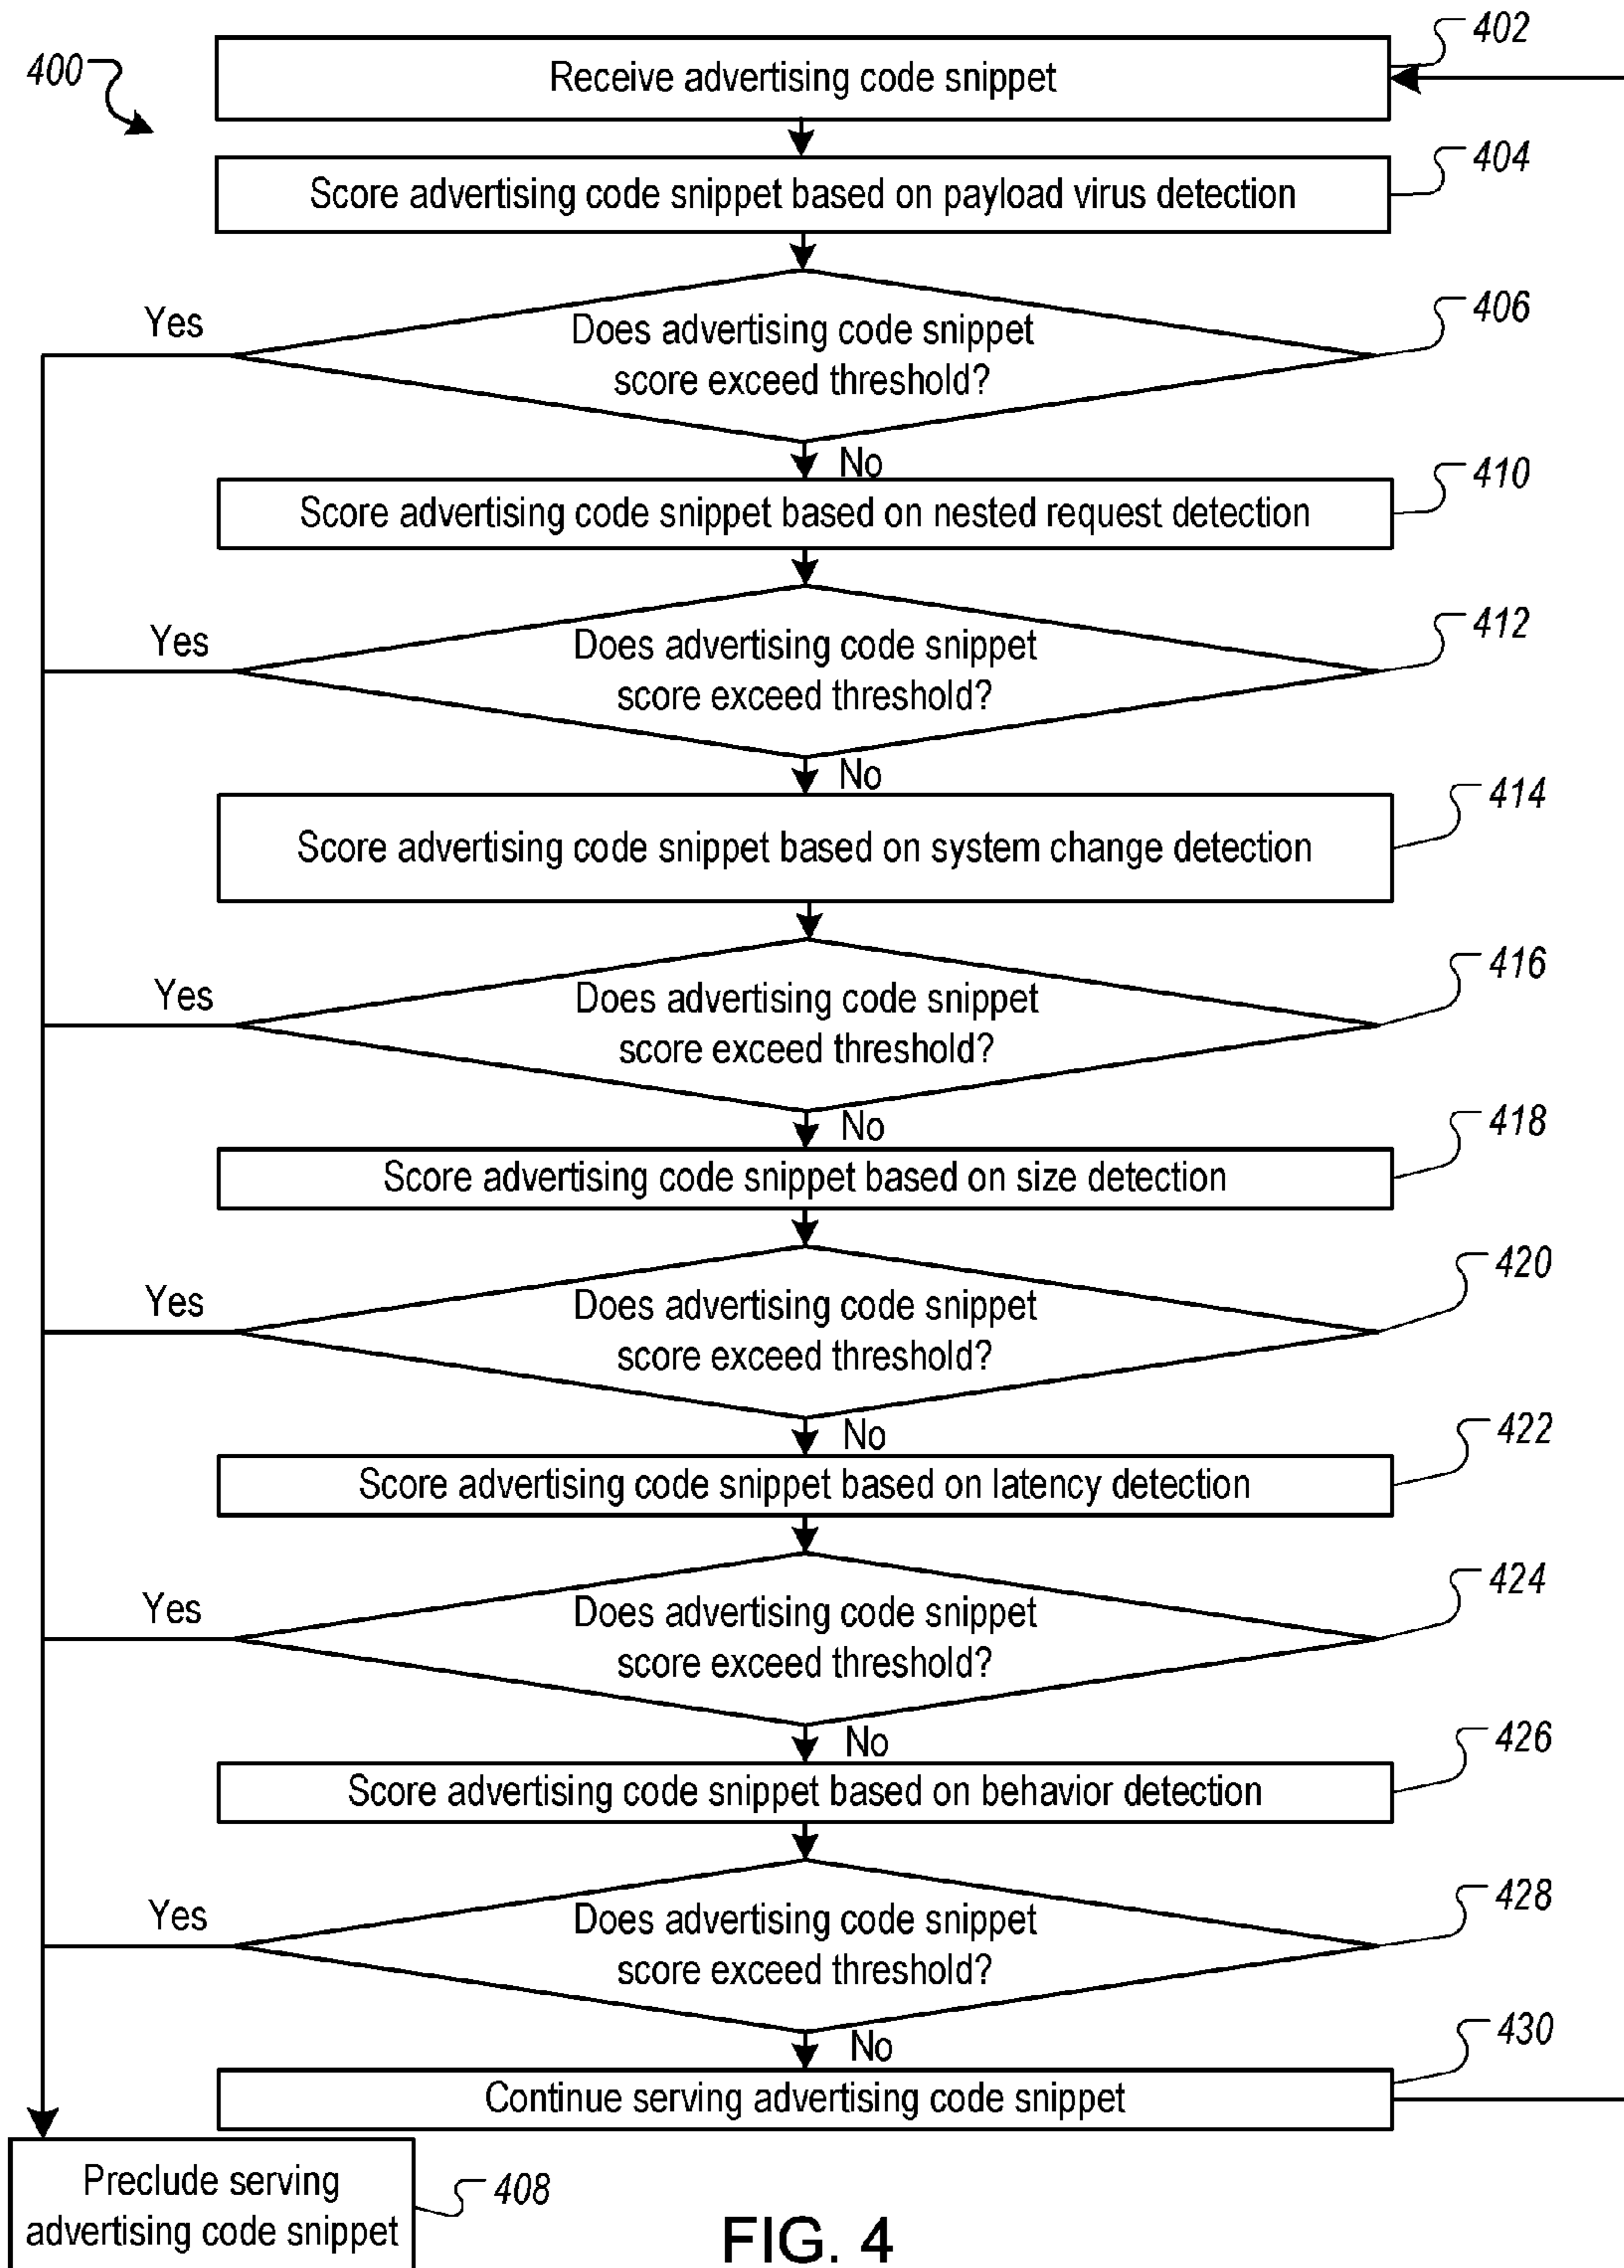 400
402
Receive advertising code snippet
404
Score advertising code snippet based on payload virus detection
406
Yes
Does advertising code snippet
score exceed threshold?
No
410
Score advertising code snippet based on nested request detection
412
Yes
Does advertising code snippet
score exceed threshold?
No
414
Score advertising code snippet based on system change detection
416
Yes
Does advertising code snippet
score exceed threshold?
No
418
Score advertising code snippet based on size detection
420
Yes
Does advertising code snippet
score exceed threshold?
No
422
Score advertising code snippet based on latency detection
424
Yes
Does advertising code snippet
score exceed threshold?
No
426
Score advertising code snippet based on behavior detection
428
Yes
Does advertising code snippet
score exceed threshold?
No
430
Continue serving advertising code snippet
Preclude serving
advertising code snippet
408
FIG. 4